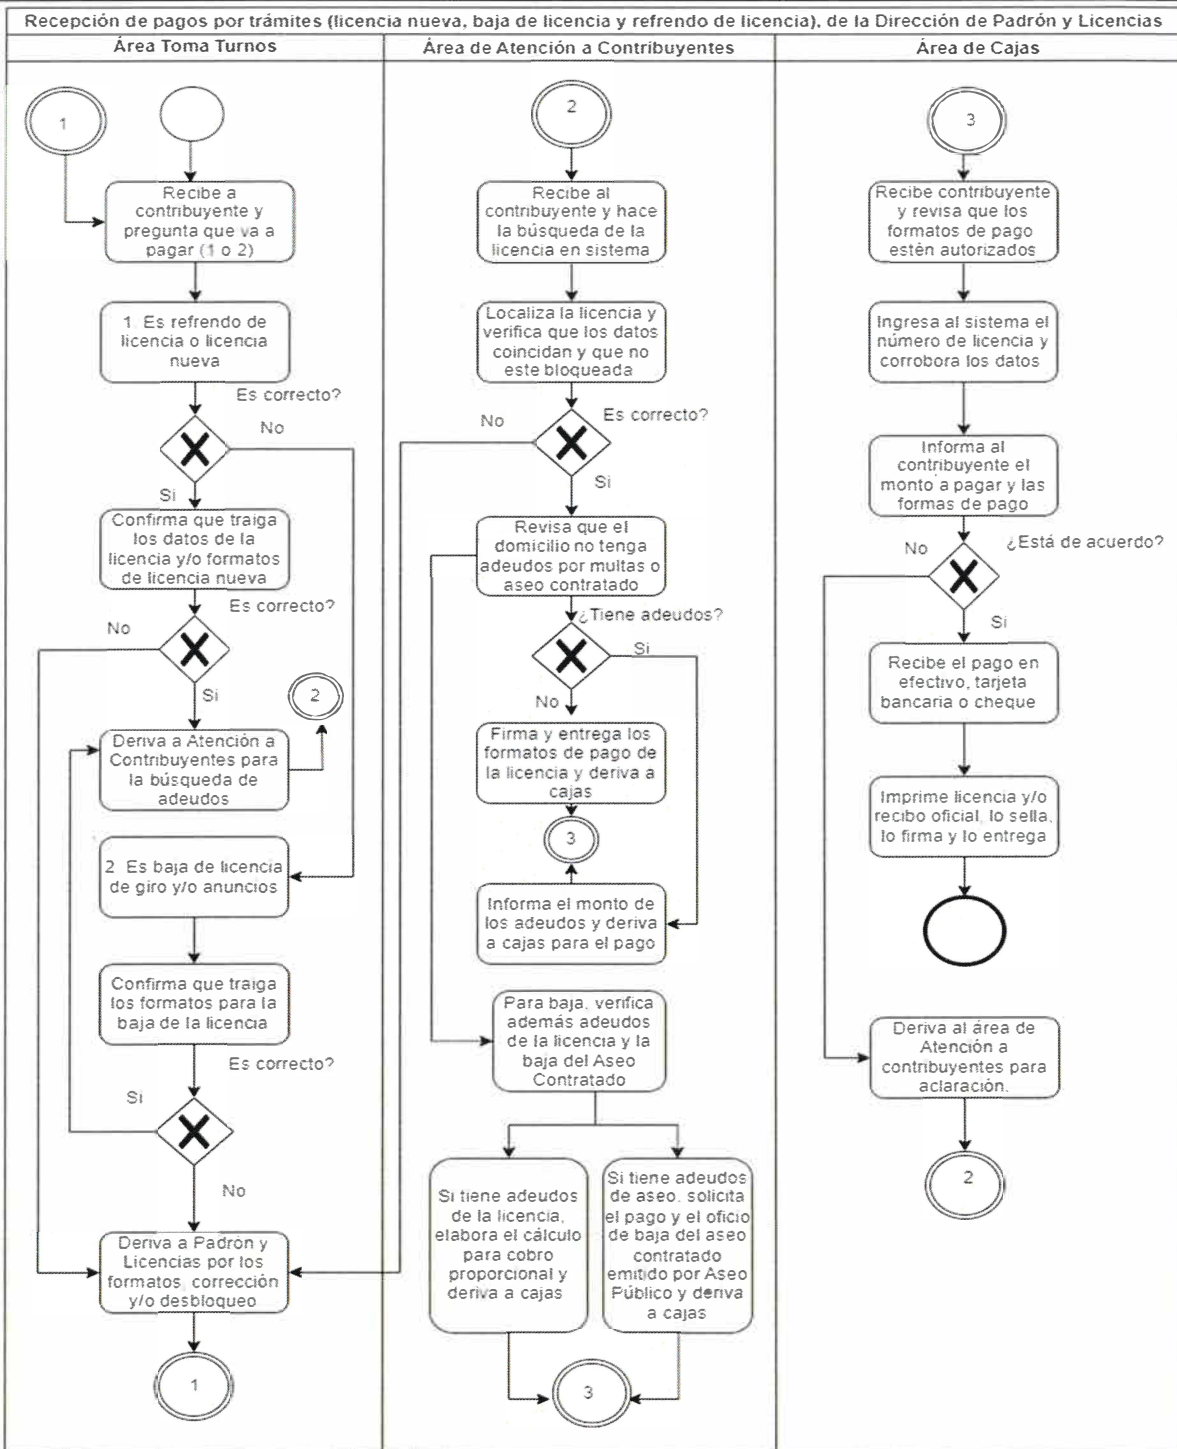 Recepción de pagos por trámites (licencia nueva, baja de licencia y refrendo de licencia), de la Dirección de Padrón y Licencias
Área Toma Turnos
1
Recibe a
contribuyente y
pregunta que va a
pagar (1 o 2)
1. Es refrendo de
licencia o licencia
nueva
Es correcto?
No
Si
Confirma que traiga
los datos de la
licencia y/o formatos
de licencia nueva
Es correcto?
No
Si
2
Deriva a Atención a
Contribuyentes para
la búsqueda de
adeudos
2. Es baja de licencia
de giro y/o anuncios
Confirma que traiga
los formatos para la
baja de la licencia
Es correcto?
Si
No
Deriva a Padrón y
Licencias por los
formatos, corrección
y/o desbloqueo
1
Área de Atención a Contribuyentes
2
Recibe al
contribuyente y hace
la búsqueda de la
licencia en sistema
Localiza la licencia y
verifica que los datos
coincidan y que no
este bloqueada
Es correcto?
No
Si
Revisa que el
domicilio no tenga
adeudos por multas o
aseo contratado
¿Tiene adeudos?
Si
No
Firma y entrega los
formatos de pago de
la licencia y deriva a
cajas
3
Informa el monto de
los adeudos y deriva
a cajas para el pago
Para baja, verifica
además adeudos
de la licencia y la
baja del Aseo
Contratado
Si tiene adeudos
de la licencia,
elabora el cálculo
para cobro
proporcional y
deriva a cajas
Si tiene adeudos
de aseo, solicita
el pago y el oficio
de baja del aseo
contratado
emitido por Aseo
Público y deriva
a cajas
3
Área de Cajas
3
Recibe contribuyente
y revisa que los
formatos de pago
estén autorizados
Ingresa al sistema el
número de licencia y
corrobora los datos
Informa al
contribuyente el
monto a pagar y las
formas de pago
¿Está de acuerdo?
No
Si
Recibe el pago en
efectivo, tarjeta
bancaria o cheque
Imprime licencia y/o
recibo oficial, lo sella,
lo firma y lo entrega
Deriva al área de
Atención a
contribuyentes para
aclaración.
2